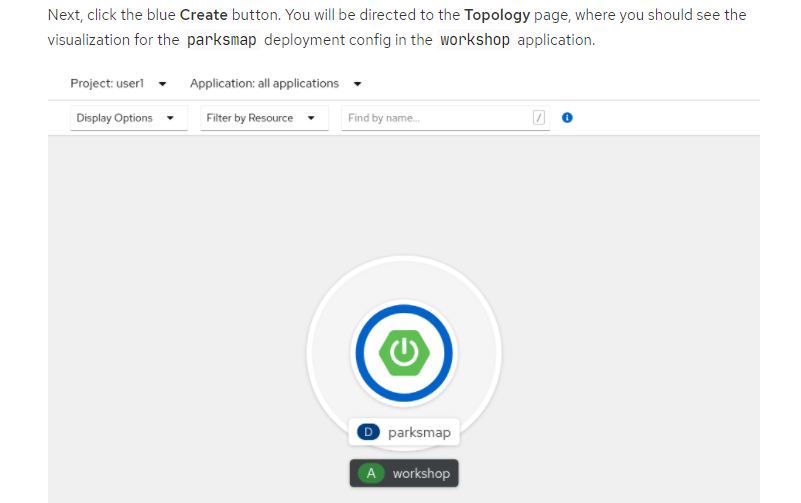 Next, click the blue Create button. You will be directed to the Topology page, where you should see the
visualization for the parksmap deployment config in the workshop application.
Project: user1 Application: all applications
Display Options Filter by Resource Find by name... / i
D parksmap
A workshop